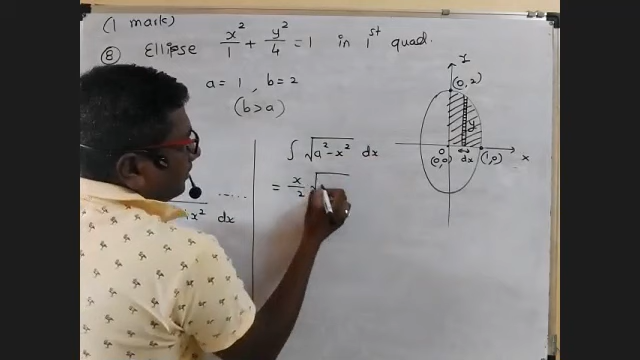 (1 mark)
⑧ Ellipse x²/1 + y²/4 = 1 in 1st quad.
a = 1, b = 2
(b > a)
..... x² dx
∫ √(a² - x²) dx
= x/2 √
y
(0, 2)
y
0
(0,0)
dx
(1,0)
x